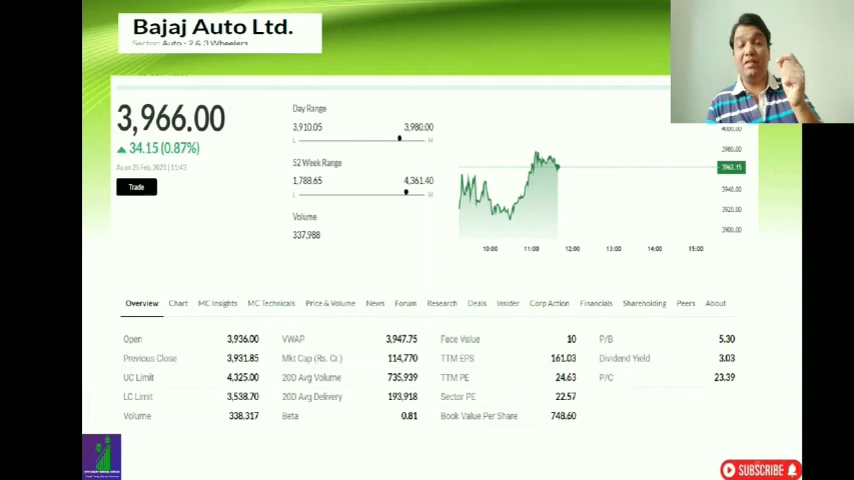 Bajaj Auto Ltd.
Sector: Auto - 2 & 3 Wheelers
3,966.00
34.15 (0.87%)
As on 25 Feb, 2021 | 11:43
Trade
Day Range
3,910.05 3,980.00
L H
52 Week Range
1,788.65 4,361.40
L H
Volume
337,988
4000.00
3980.00
3962.15
3940.00
3920.00
3900.00
10:00 11:00 12:00 13:00 14:00 15:00
Overview Chart MC Insights MC Technicals Price & Volume News Forum Research Deals Insider Corp Action Financials Shareholding Peers About
Open 3,936.00 VWAP 3,947.75 Face Value 10 P/B 5.30
Previous Close 3,931.85 Mkt Cap (Rs. Cr.) 114,770 TTM EPS 161.03 Dividend Yield 3.03
UC Limit 4,325.00 20D Avg Volume 735,939 TTM PE 24.63 P/C 23.39
LC Limit 3,538.70 20D Avg Delivery 193,918 Sector PE 22.57
Volume 338,317 Beta 0.81 Book Value Per Share 748.60
SUBSCRIBE